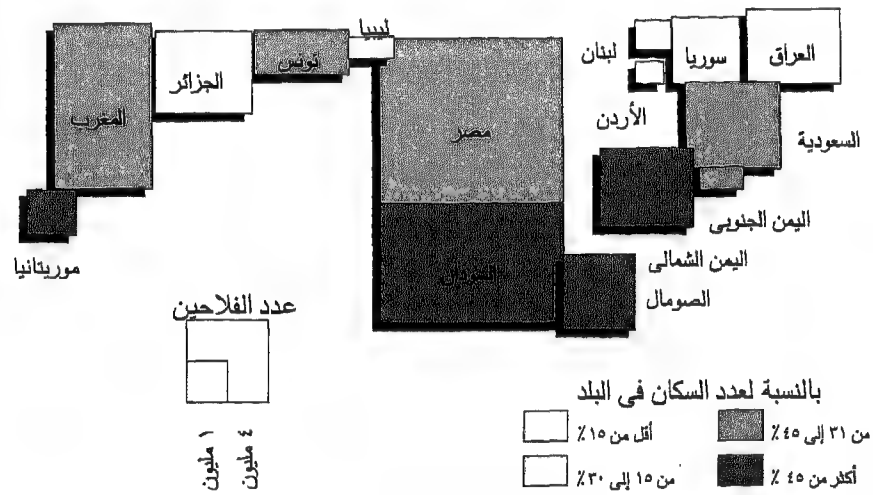 ليبيا
تونس
الجزائر
المغرب
موريتانيا
مصر
السودان
لبنان
سوريا
العراق
الأردن
السعودية
اليمن الجنوبى
اليمن الشمالى
الصومال
عدد الفلاحين
١ مليون
٤ مليون
بالنسبة لعدد السكان فى البلد
من ٣١ إلى ٤٥ ٪
أقل من ١٥ ٪
أكثر من ٤٥ ٪
من ١٥ إلى ٣٠ ٪